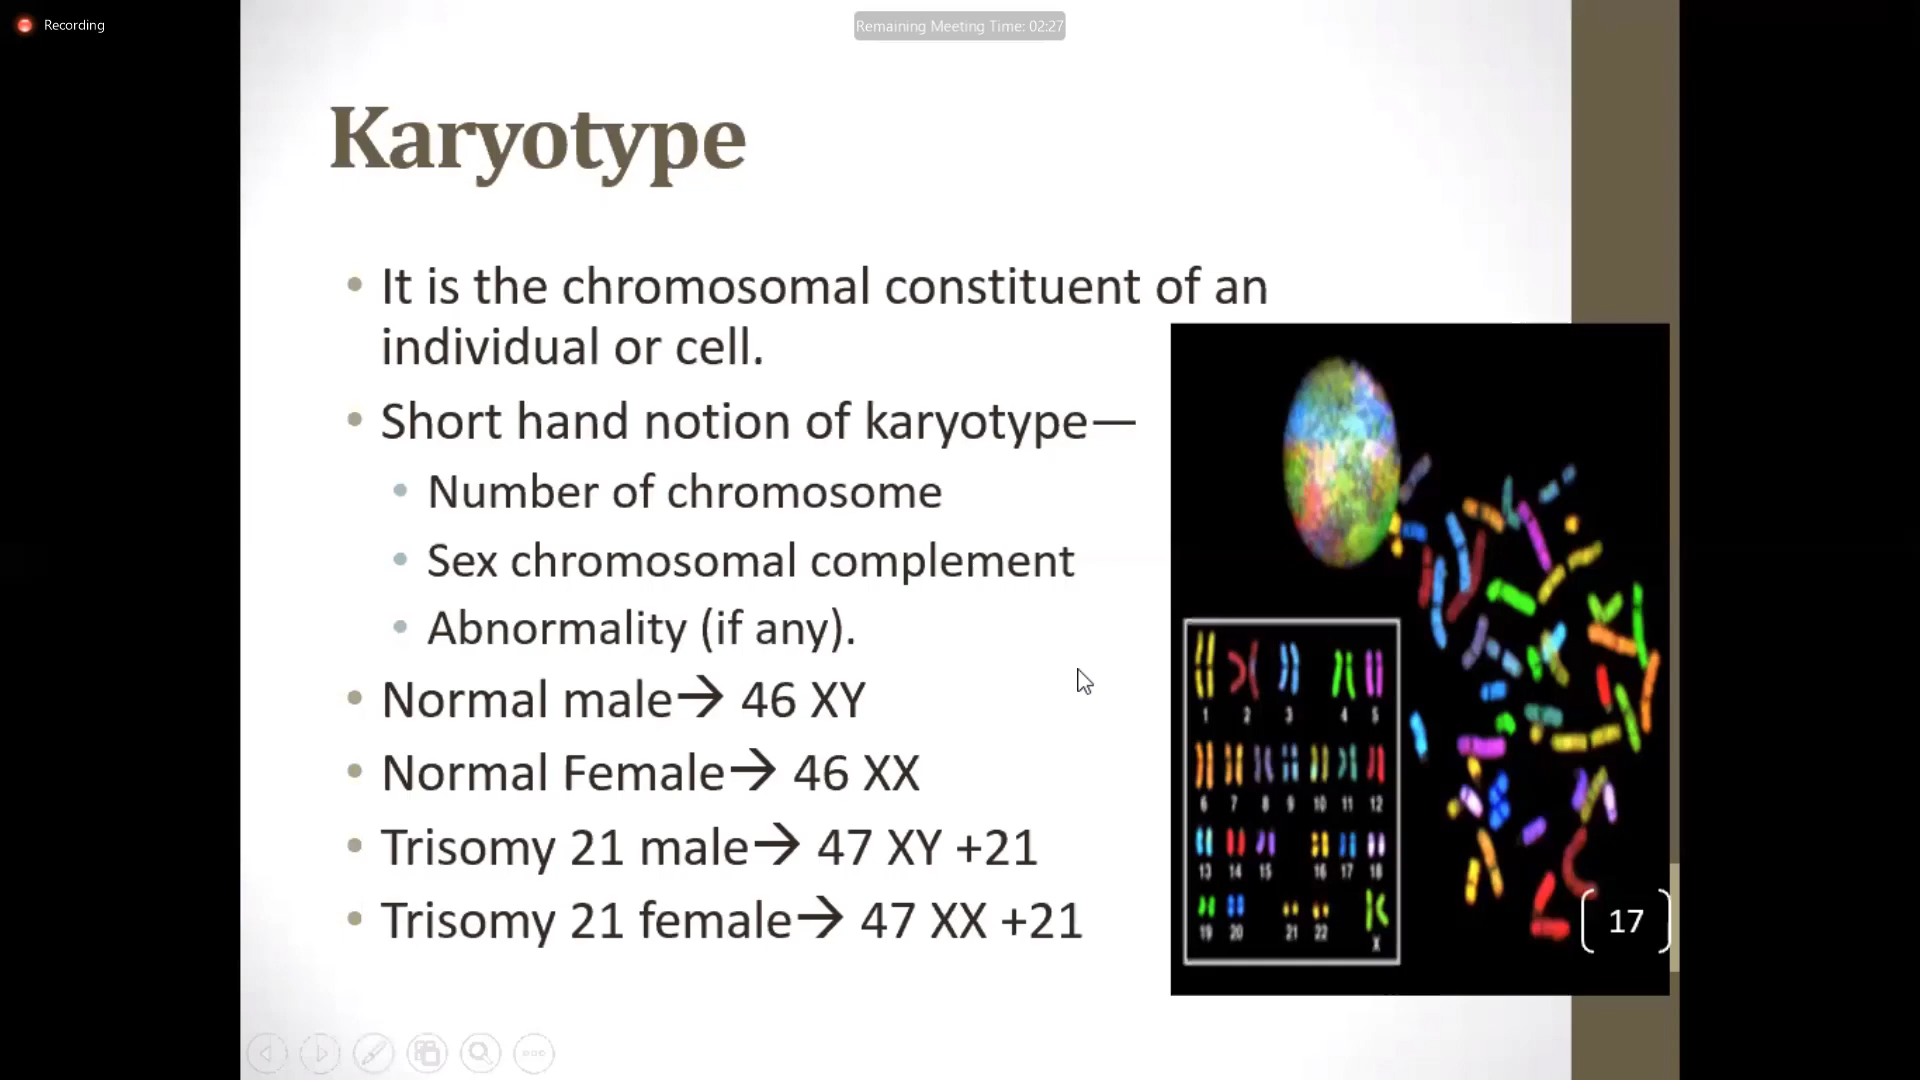 Recording
Remaining Meeting Time: 02:27
Karyotype
• It is the chromosomal constituent of an
individual or cell.
• Short hand notion of karyotype—
• Number of chromosome
• Sex chromosomal complement
• Abnormality (if any).
• Normal male→ 46 XY
• Normal Female→ 46 XX
• Trisomy 21 male→ 47 XY +21
• Trisomy 21 female→ 47 XX +21
1 2 3 4 5
6 7 8 9 10 11 12
13 14 15 16 17 18
19 20 21 22 X
17